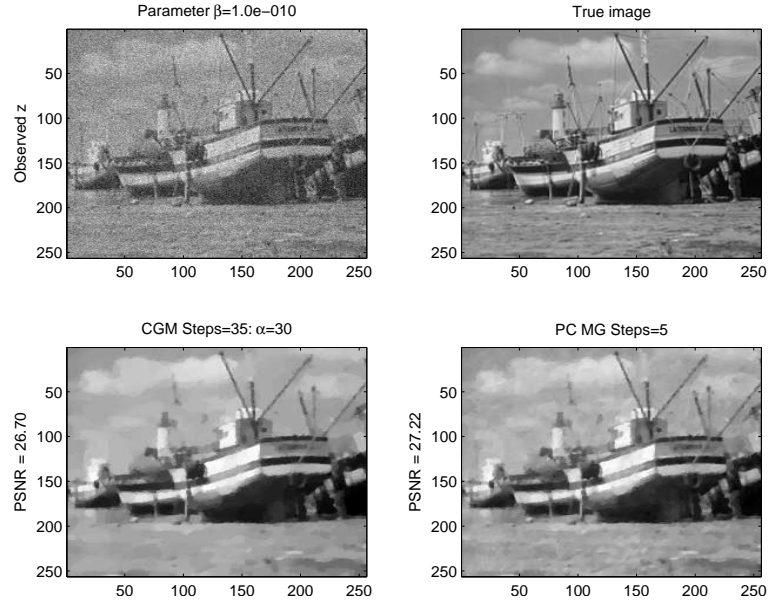 Parameter β=1.0e−010
Observed z
50
100
150
200
250
50 100 150 200 250
True image
50
100
150
200
250
50 100 150 200 250
CGM Steps=35: α=30
PSNR = 26.70
50
100
150
200
250
50 100 150 200 250
PC MG Steps=5
PSNR = 27.22
50
100
150
200
250
50 100 150 200 250